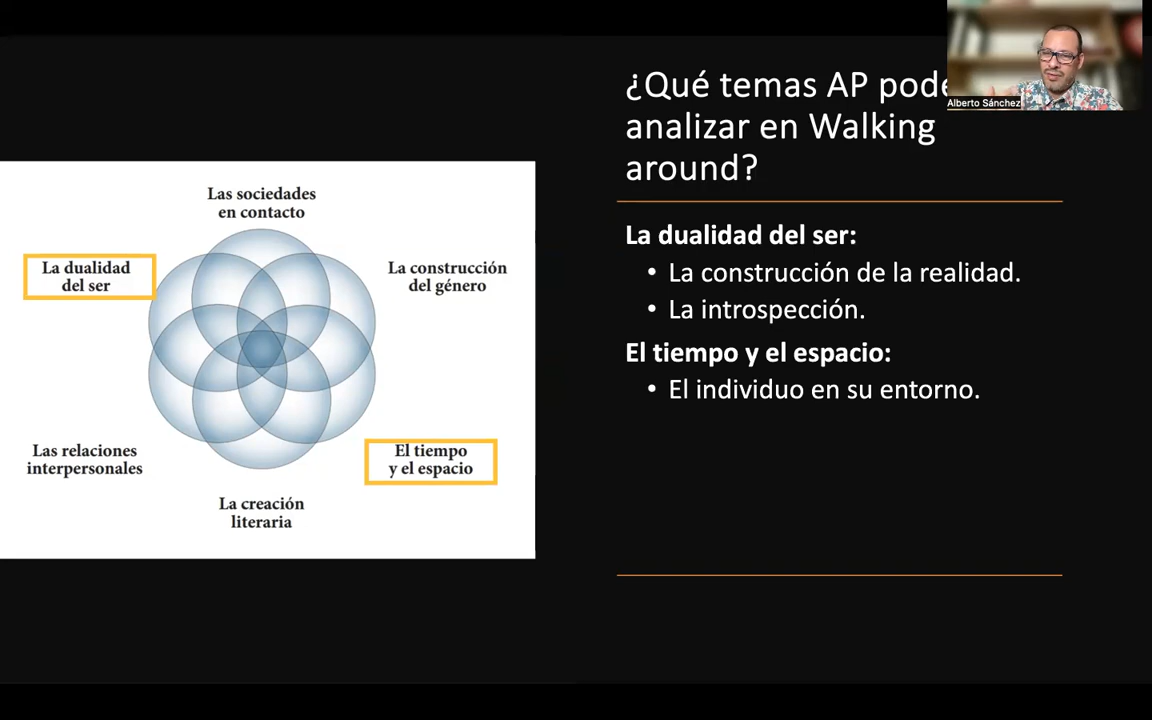 ¿Qué temas AP pode
analizar en Walking
around?
Alberto Sánchez
Las sociedades
en contacto
La dualidad
del ser
La construcción
del género
Las relaciones
interpersonales
El tiempo
y el espacio
La creación
literaria
La dualidad del ser:
• La construcción de la realidad.
• La introspección.
El tiempo y el espacio:
• El individuo en su entorno.